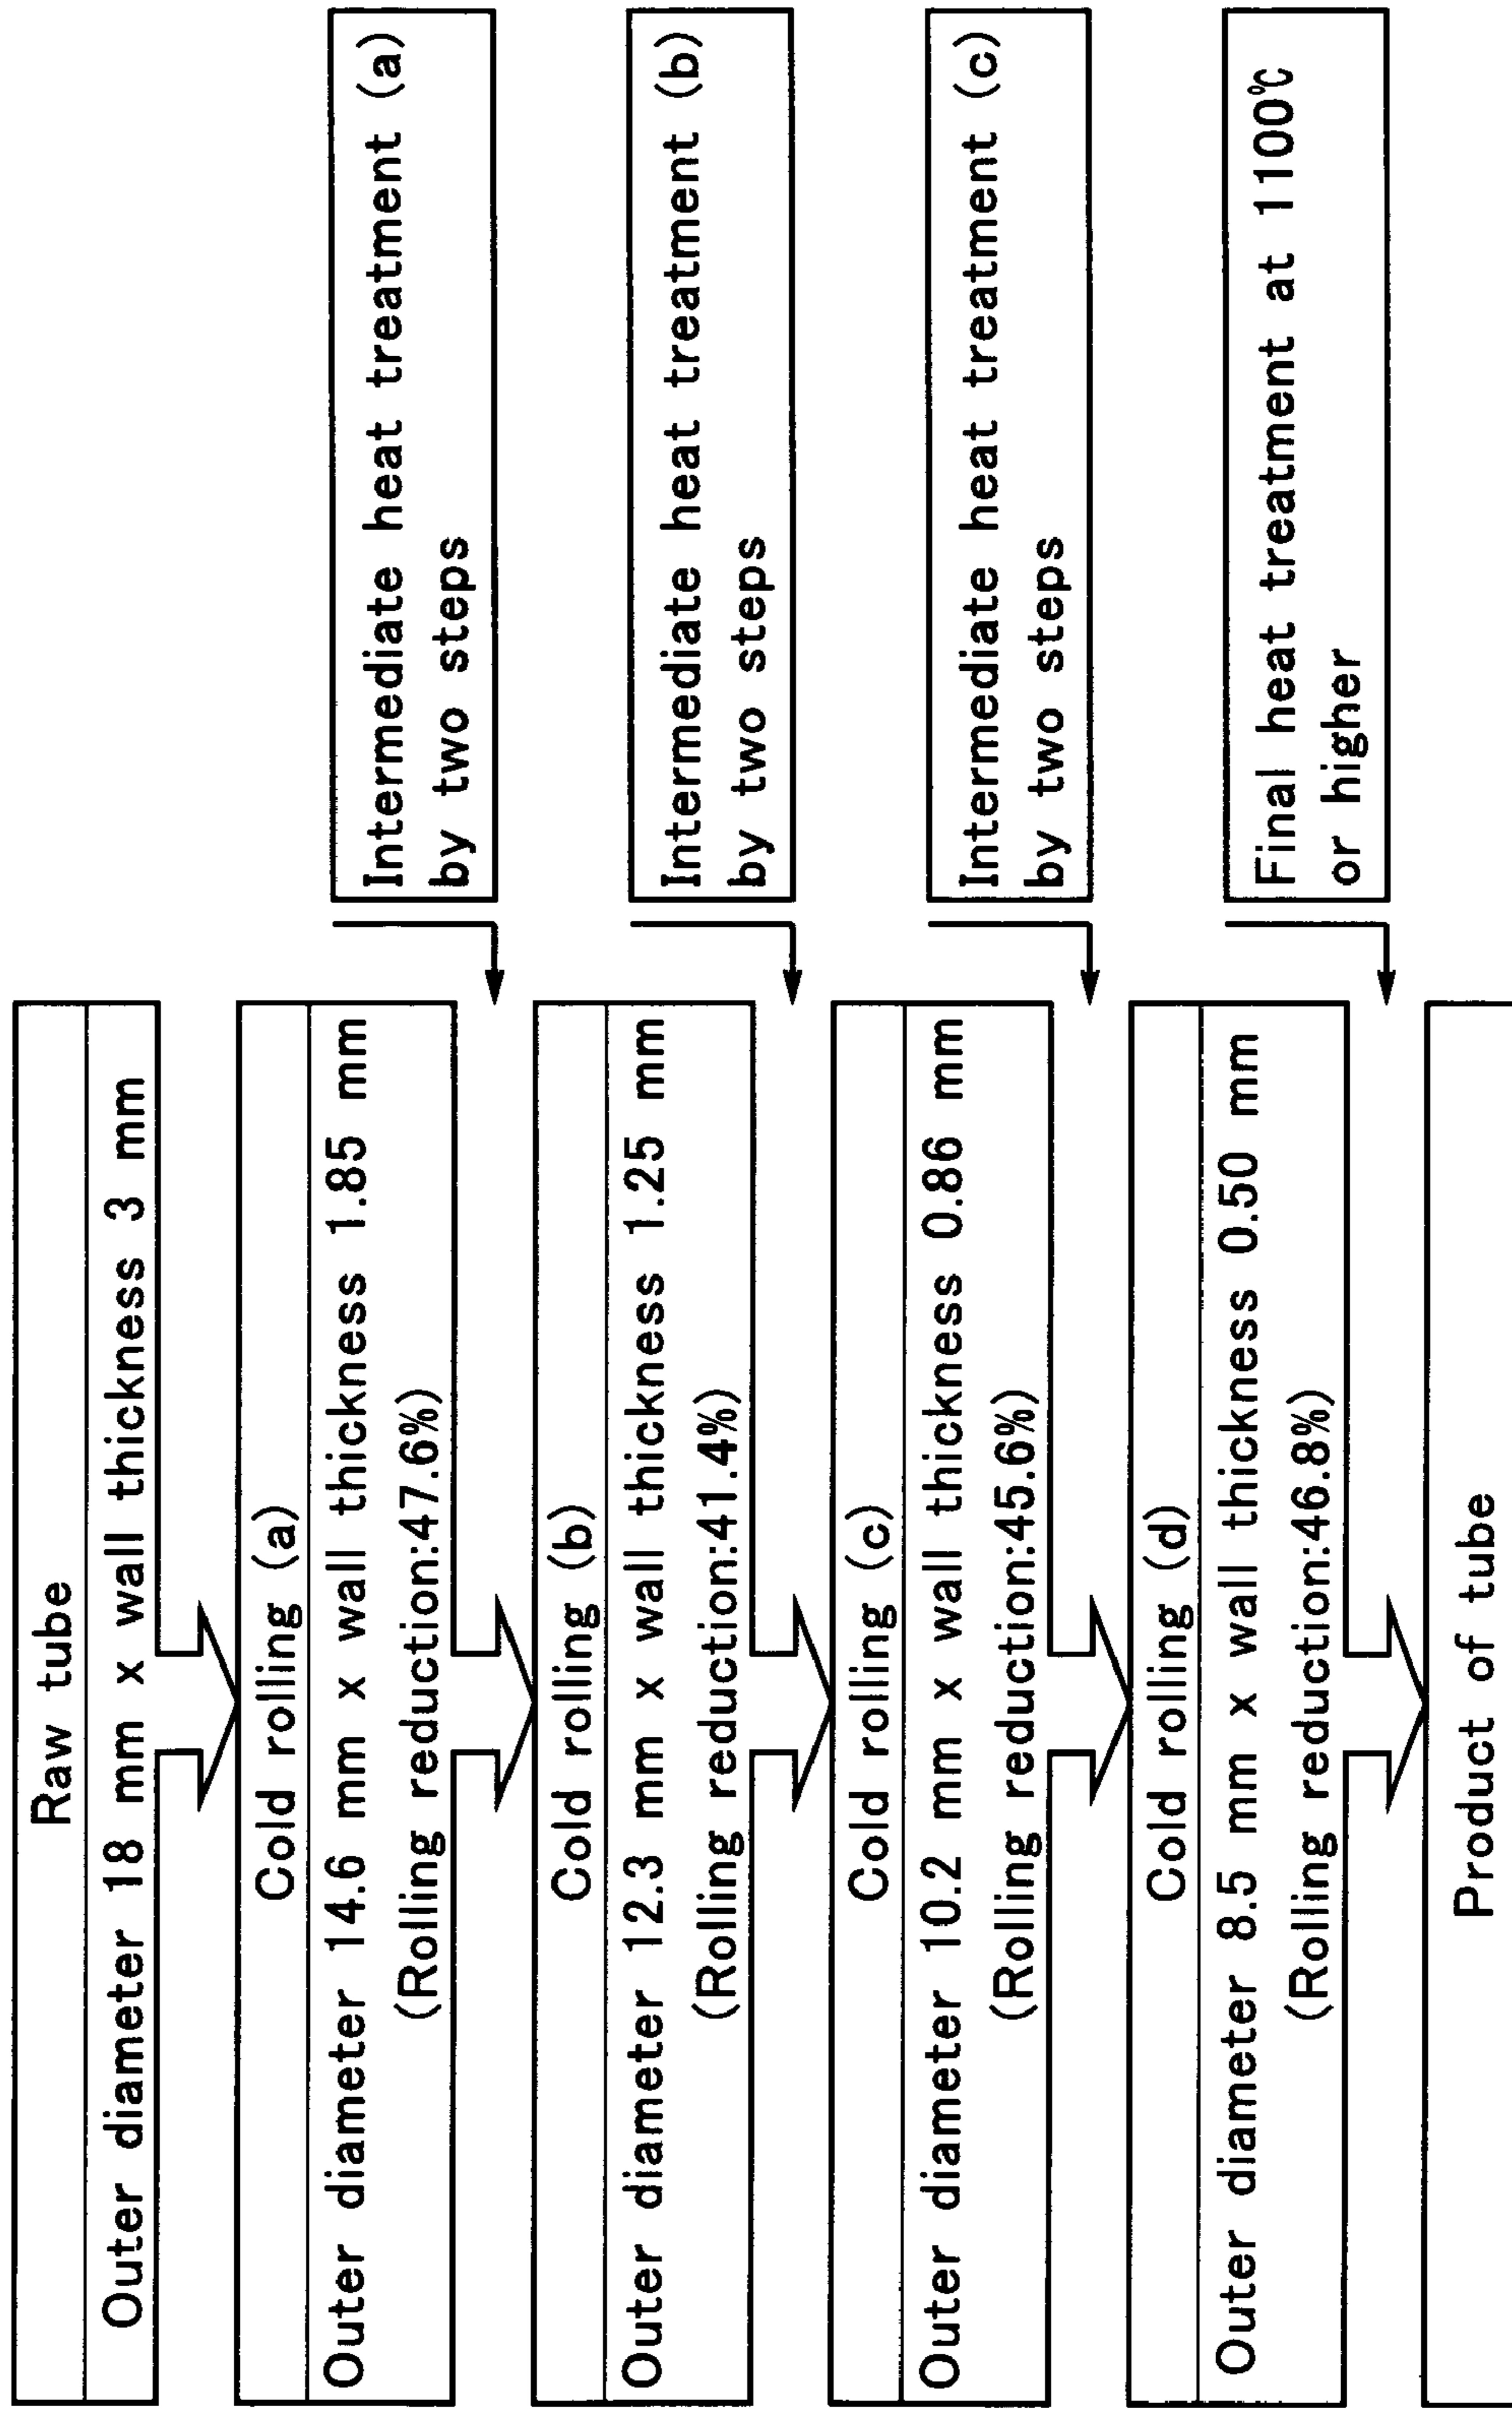 Raw tube
Outer diameter 18 mm x wall thickness 3 mm
Cold rolling (a)
Outer diameter 14.6 mm x wall thickness 1.85 mm
(Rolling reduction:47.6%)
Intermediate heat treatment (a)
by two steps
Cold rolling (b)
Outer diameter 12.3 mm x wall thickness 1.25 mm
(Rolling reduction:41.4%)
Intermediate heat treatment (b)
by two steps
Cold rolling (c)
Outer diameter 10.2 mm x wall thickness 0.86 mm
(Rolling reduction:45.6%)
Intermediate heat treatment (c)
by two steps
Cold rolling (d)
Outer diameter 8.5 mm x wall thickness 0.50 mm
(Rolling reduction:46.8%)
Final heat treatment at 1100℃
or higher
Product of tube